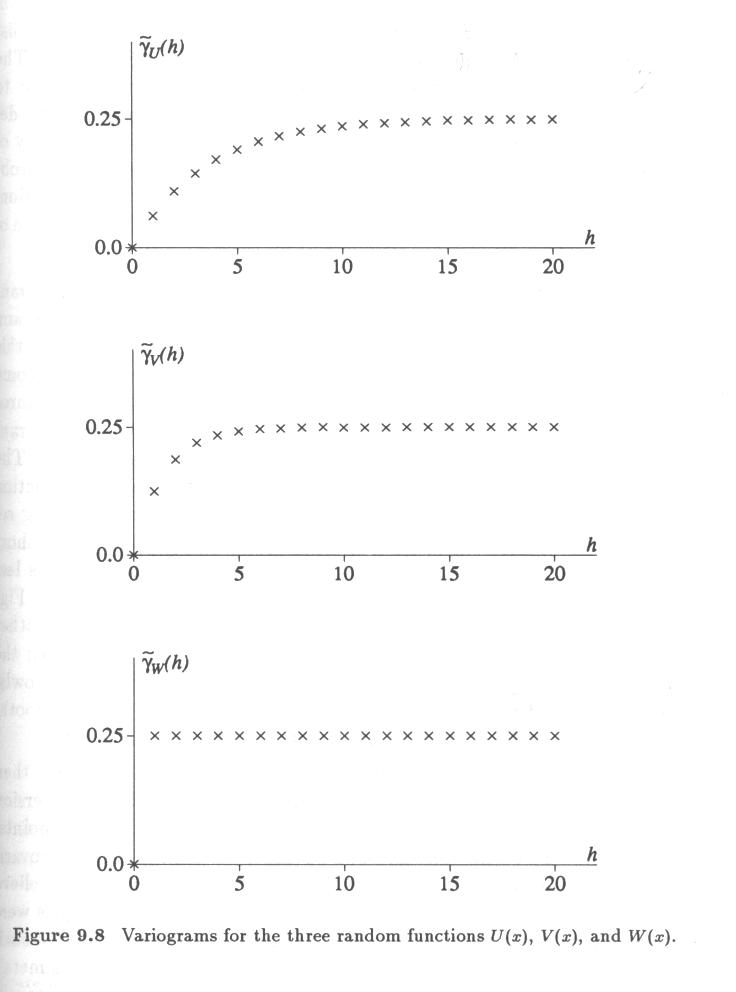 γ̃U(h)
0.25
0.0
0 5 10 15 20
h
γ̃V(h)
0.25
0.0
0 5 10 15 20
h
γ̃W(h)
0.25
0.0
0 5 10 15 20
h
Figure 9.8 Variograms for the three random functions U(x), V(x), and W(x).